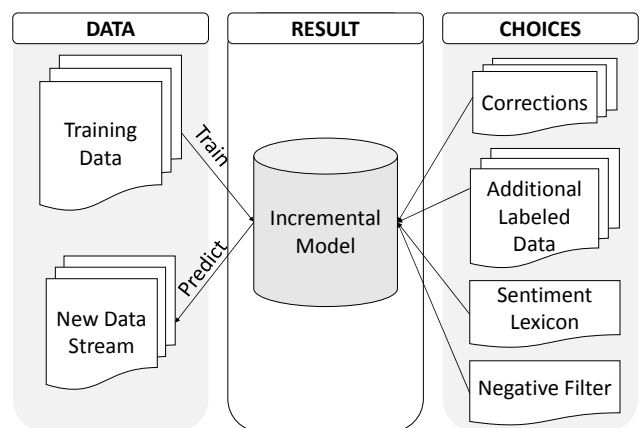 DATA
RESULT
CHOICES
Training
Data
Train
Predict
New Data
Stream
Incremental
Model
Corrections
Additional
Labeled
Data
Sentiment
Lexicon
Negative Filter